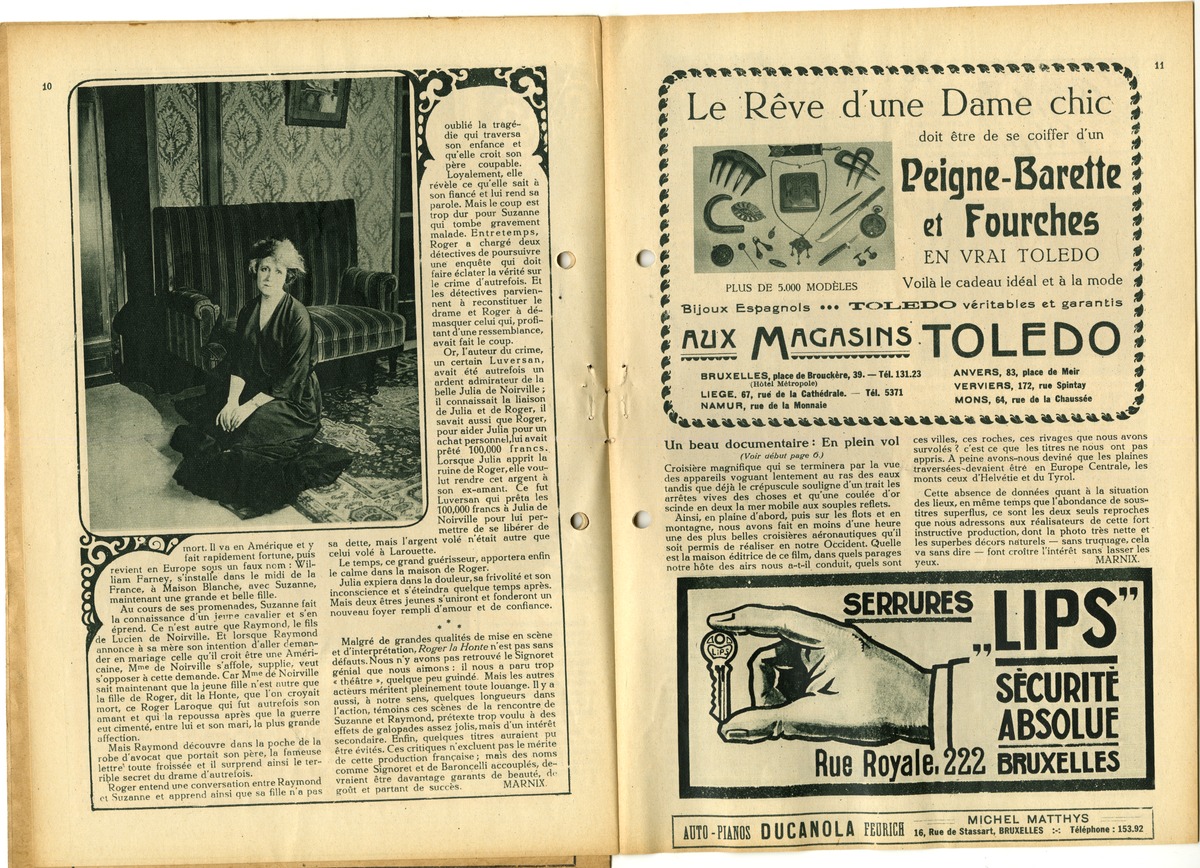 10
mort. Il va en Amérique et y
fait rapidement fortune, puis
revient en Europe sous un faux nom : Wil-
liam Farney, s'installe dans le midi de la
France, à Maison Blanche, avec Suzanne,
maintenant une grande et belle fille.
Au cours de ses promenades, Suzanne fait
la connaissance d'un jeune cavalier et s'en
éprend. Ce n'est autre que Raymond, le fils
de Lucien de Noirville. Et lorsque Raymond
annonce à sa mère son intention d'aller deman-
der en mariage celle qu'il croit être une Améri-
caine, Mme de Noirville s'affole, supplie, veut
s'opposer à cette demande. Car Mme de Noirville
sait maintenant que la jeune fille n'est autre que
la fille de Roger, dit la Honte, que l'on croyait
mort, ce Roger Laroque qui fut autrefois son
amant et qui la repoussa après que la guerre
eut cimenté, entre lui et son mari, la plus grande
affection.
Mais Raymond découvre dans la poche de la
robe d'avocat que portait son père, la fameuse
lettre toute froissée et il surprend ainsi le ter-
rible secret du drame d'autrefois.
Roger entend une conversation entre Raymond
et Suzanne et apprend ainsi que sa fille n'a pas
oublié la tragé-
die qui traversa
son enfance et
qu'elle croit son
père coupable.
Loyalement, elle
révèle ce qu'elle sait à
son fiancé et lui rend sa
parole. Mais le coup est
trop dur pour Suzanne
qui tombe gravement
malade. Entretemps,
Roger a chargé deux
détectives de poursuivre
une enquête qui doit
faire éclater la vérité sur
le crime d'autrefois. Et
les détectives parvien-
nent à reconstituer le
drame et Roger à dé-
masquer celui qui, profi-
tant d'une ressemblance,
avait fait le coup.
Or, l'auteur du crime,
un certain Luversan,
avait été autrefois un
ardent admirateur de la
belle Julia de Noirville ;
il connaissait la liaison
de Julia et de Roger, il
savait aussi que Roger,
pour aider Julia pour un
achat personnel,lui avait
prêté 100,000 francs.
Lorsque Julia apprit la
ruine de Roger,elle vou-
lut rendre cet argent à
son ex-amant. Ce fut
Luversan qui prêta les
100,000 francs à Julia de
Noirville pour lui per-
mettre de se libérer de
sa dette, mais l'argent volé n'était autre que
celui volé à Larouette.
Le temps, ce grand guérisseur, apportera enfin
le calme dans la maison de Roger.
Julia expiera dans la douleur, sa frivolité et son
inconscience et s'éteindra quelque temps après.
Mais deux êtres jeunes s'uniront et fonderont un
nouveau foyer rempli d'amour et de confiance.
* * *
Malgré de grandes qualités de mise en scène
et d'interprétation, Roger la Honte n'est pas sans
défauts. Nous n'y avons pas retrouvé le Signoret
génial que nous aimons : il nous a paru trop
« théâtre », quelque peu guindé. Mais les autres
acteurs méritent pleinement toute louange. Il y a
aussi, à notre sens, quelques longueurs dans
l'action, témoins ces scènes de la rencontre de
Suzanne et Raymond, prétexte trop voulu à des
effets de galopades assez jolis, mais d'un intérêt
secondaire. Enfin, quelques titres auraient pu
être évités. Ces critiques n'excluent pas le mérite
de cette production française ; mais des noms
comme Signoret et de Baroncelli accouplés, de-
vraient être davantage garants de beauté, de
goût et partant de succès. MARNIX.
11
Le Rêve d'une Dame chic
doit être de se coiffer d'un
Peigne-Barette
et Fourches
EN VRAI TOLEDO
PLUS DE 5.000 MODÈLES
Voilà le cadeau idéal et à la mode
Bijoux Espagnols ••• TOLEDO véritables et garantis
AUX MAGASINS TOLEDO
BRUXELLES, place de Brouckère, 39. — Tél. 131.23
(Hôtel Métropole)
LIEGE, 67, rue de la Cathédrale. — Tél. 5371
NAMUR, rue de la Monnaie
ANVERS, 83, place de Meir
VERVIERS, 172, rue Spintay
MONS, 64, rue de la Chaussée
Un beau documentaire : En plein vol
(Voir début page 6.)
Croisière magnifique qui se terminera par la vue
des appareils voguant lentement au ras des eaux
tandis que déjà le crépuscule souligne d'un trait les
arrêtes vives des choses et qu'une coulée d'or
scinde en deux la mer mobile aux souples reflets.
Ainsi, en plaine d'abord, puis sur les flots et en
montagne, nous avons fait en moins d'une heure
une des plus belles croisières aéronautiques qu'il
soit permis de réaliser en notre Occident. Quelle
est la maison éditrice de ce film, dans quels parages
notre hôte des airs nous a-t-il conduit, quels sont
ces villes, ces roches, ces rivages que nous avons
survolés ? c'est ce que les titres ne nous ont pas
appris. A peine avons-nous deviné que les plaines
traversées devaient être en Europe Centrale, les
monts ceux d'Helvétie et du Tyrol.
Cette absence de données quant à la situation
des lieux, en même temps que l'abondance de sous-
titres superflus, ce sont les deux seuls reproches
que nous adressons aux réalisateurs de cette fort
instructive production, dont la photo très nette et
les superbes décors naturels — sans truquage, cela
va sans dire — font croître l'intérêt sans lasser les
yeux. MARNIX.
SERRURES „LIPS”
LIPS
SÈCURITÉ
ABSOLUE
Rue Royale. 222 BRUXELLES
AUTO-PIANOS DUCANOLA FEURICH
MICHEL MATTHYS
16, Rue de Stassart, BRUXELLES :-: Téléphone : 153.92